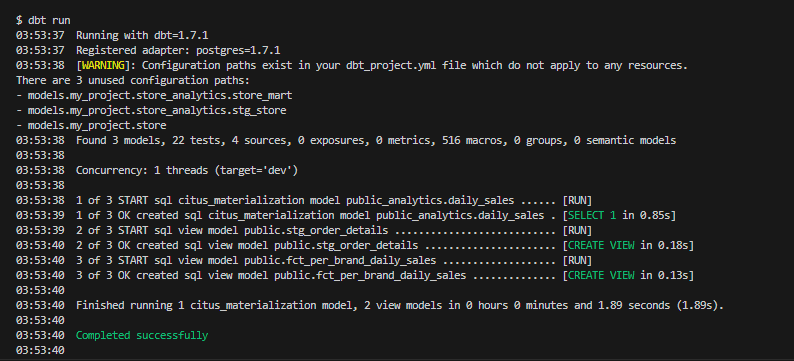 $ dbt run
03:53:37  Running with dbt=1.7.1
03:53:37  Registered adapter: postgres=1.7.1
03:53:38  [WARNING]: Configuration paths exist in your dbt_project.yml file which do not apply to any resources.
There are 3 unused configuration paths:
- models.my_project.store_analytics.store_mart
- models.my_project.store_analytics.stg_store
- models.my_project.store
03:53:38  Found 3 models, 22 tests, 4 sources, 0 exposures, 0 metrics, 516 macros, 0 groups, 0 semantic models
03:53:38
03:53:38  Concurrency: 1 threads (target='dev')
03:53:38
03:53:38  1 of 3 START sql citus_materialization model public_analytics.daily_sales ...... [RUN]
03:53:39  1 of 3 OK created sql citus_materialization model public_analytics.daily_sales . [SELECT 1 in 0.85s]
03:53:39  2 of 3 START sql view model public.stg_order_details ........................... [RUN]
03:53:40  2 of 3 OK created sql view model public.stg_order_details ...................... [CREATE VIEW in 0.18s]
03:53:40  3 of 3 START sql view model public.fct_per_brand_daily_sales ................... [RUN]
03:53:40  3 of 3 OK created sql view model public.fct_per_brand_daily_sales .............. [CREATE VIEW in 0.13s]
03:53:40
03:53:40  Finished running 1 citus_materialization model, 2 view models in 0 hours 0 minutes and 1.89 seconds (1.89s).
03:53:40
03:53:40  Completed successfully
03:53:40